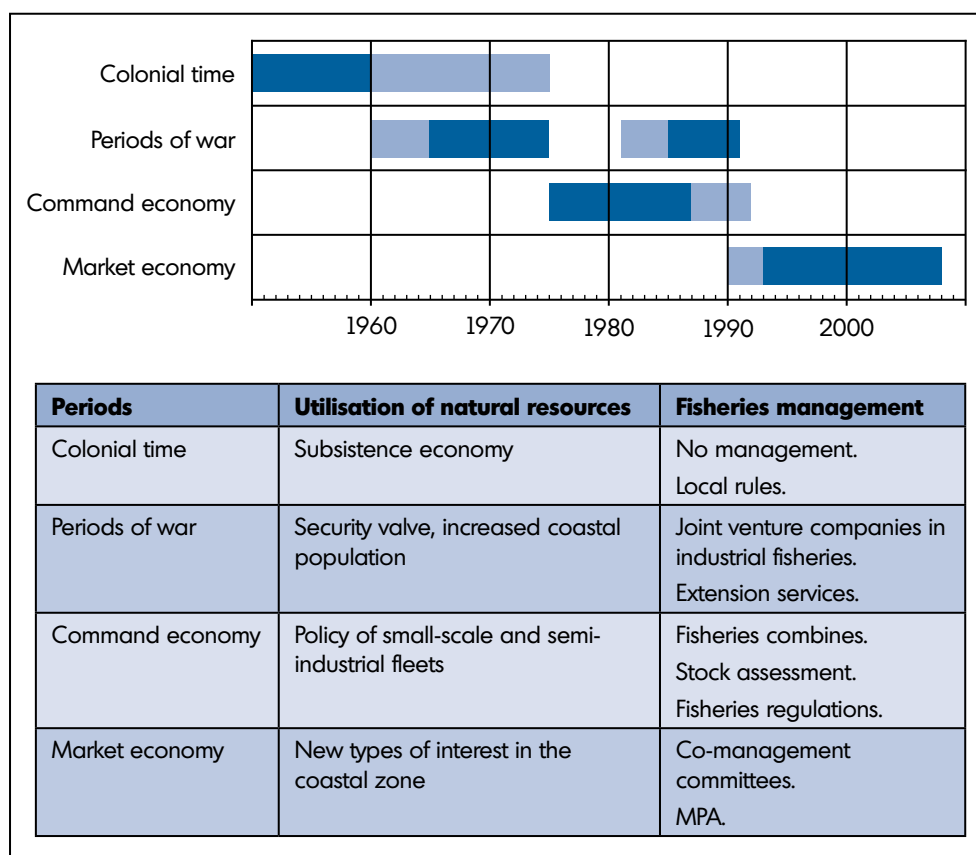 Colonial time
Periods of war
Command economy
Market economy
1960 1970 1980 1990 2000
Periods Utilisation of natural resources Fisheries management
Colonial time Subsistence economy No management.
Local rules.
Periods of war Security valve, increased coastal Joint venture companies in
population industrial fisheries.
Extension services.
Command economy Policy of small-scale and semi- Fisheries combines.
industrial fleets Stock assessment.
Fisheries regulations.
Market economy New types of interest in the Co-management
coastal zone committees.
MPA.